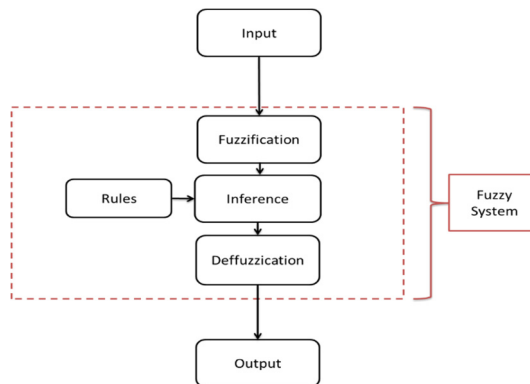 Input
Fuzzification
Rules
Inference
Fuzzy
System
Deffuzzication
Output